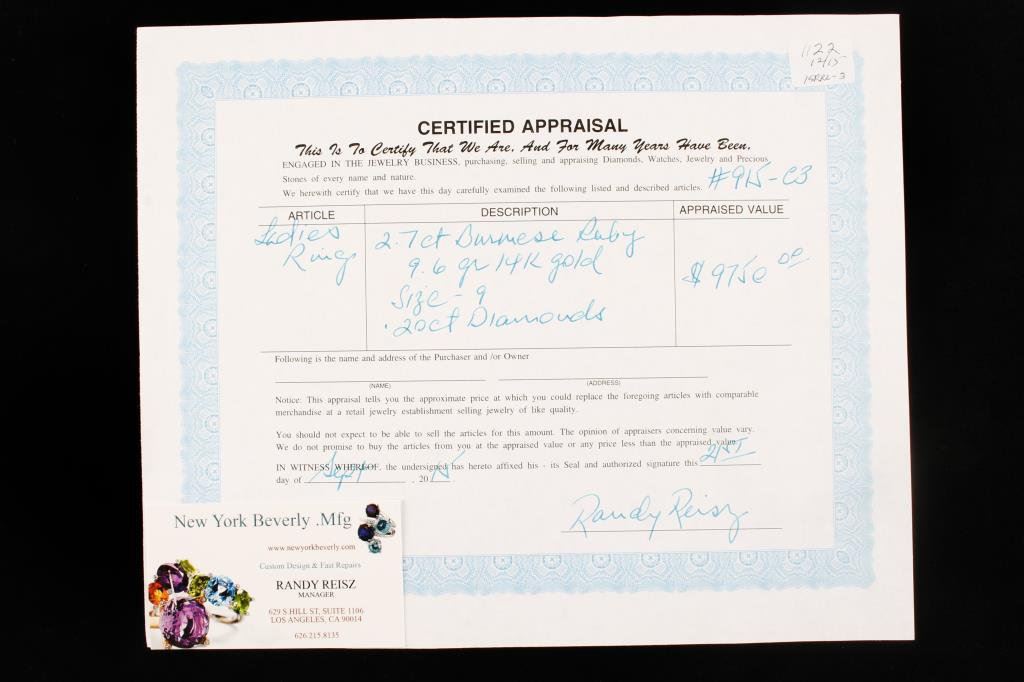 1122
12/15
CERTIFIED APPRAISAL
This Is To Certify That We Are, And For Many Years Have Been,
ENGAGED IN THE JEWELRY BUSINESS, purchasing, selling and appraising Diamonds, Watches, Jewelry and Precious
Stones of every name and nature.
We herewith certify that we have this day carefully examined the following listed and described articles.
#915-C3
ARTICLE DESCRIPTION APPRAISED VALUE
Ladies 2.7ct Burmese Ruby
Ring 9.6 gr 14K gold $9750 00
Size - 9
.20ct Diamonds
Following is the name and address of the Purchaser and /or Owner
(NAME) (ADDRESS)
Notice: This appraisal tells you the approximate price at which you could replace the foregoing articles with comparable
merchandise at a retail jewelry establishment selling jewelry of like quality.
You should not expect to be able to sell the articles for this amount. The opinion of appraisers concerning value vary.
We do not promise to buy the articles from you at the appraised value or any price less than the appraised value.
IN WITNESS WHEREOF, the undersigned has hereto affixed his - its Seal and authorized signature this 21ST
day of Sept , 2015
Randy Reisz
New York Beverly .Mfg
www.newyorkbeverly.com
Custom Design & Fast Repairs
RANDY REISZ
MANAGER
629 S.HILL ST, SUITE 1106
LOS ANGELES, CA 90014
626.215.8135